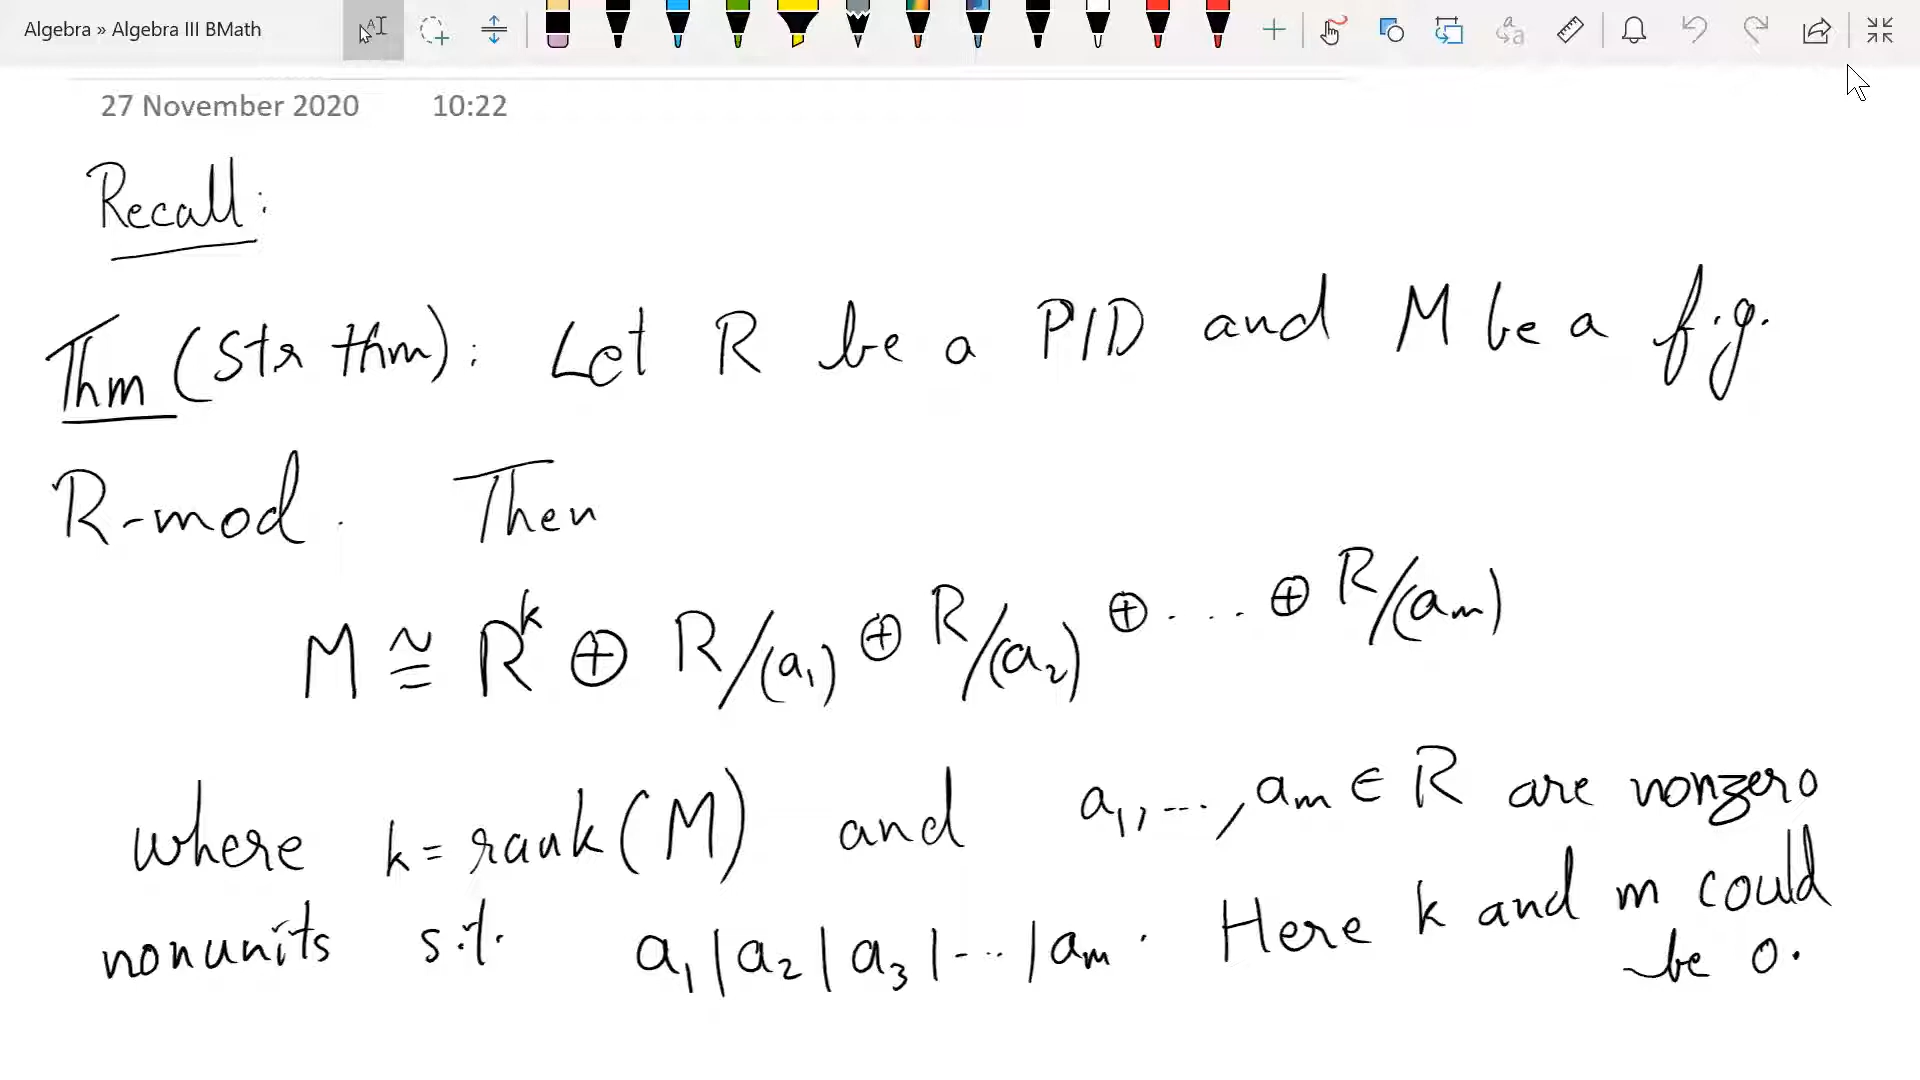 Algebra » Algebra III BMath
27 November 2020 10:22
Recall:
Thm (Str thm): Let R be a PID and M be a f.g.
R-mod. Then
M ≅ R^k ⊕ R/(a₁) ⊕ R/(a₂) ⊕ .... ⊕ R/(aₘ)
where k = rank(M) and a₁, ..., aₘ ∈ R are nonzero
nonunits s.t. a₁|a₂|a₃|...|aₘ. Here k and m could
be 0.